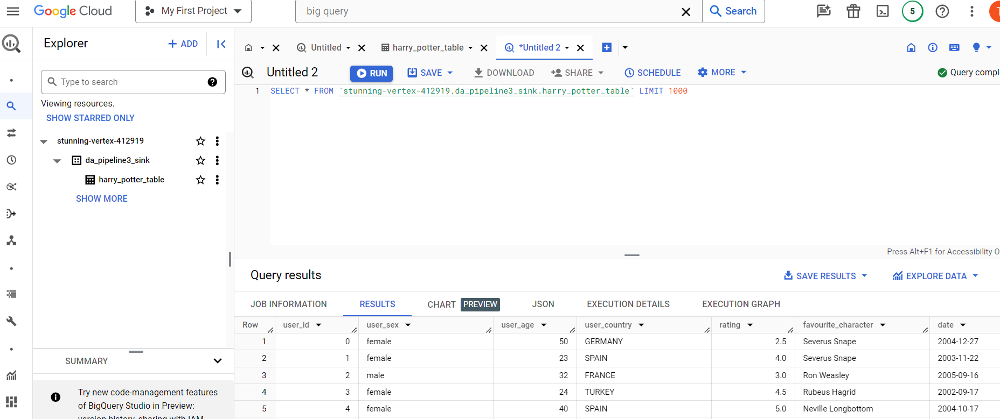 Google Cloud
My First Project
big query
Search
5
Explorer
+ ADD
Type to search
Viewing resources.
SHOW STARRED ONLY
stunning-vertex-412919
da_pipeline3_sink
harry_potter_table
SHOW MORE
SUMMARY
Try new code-management features
of BigQuery Studio in Preview:
version history, sharing with IAM
Untitled
harry_potter_table
*Untitled 2
Untitled 2
RUN
SAVE
DOWNLOAD
SHARE
SCHEDULE
MORE
Query comple
1 SELECT * FROM `stunning-vertex-412919.da_pipeline3_sink.harry_potter_table` LIMIT 1000
Press Alt+F1 for Accessibility O
Query results
SAVE RESULTS
EXPLORE DATA
JOB INFORMATION RESULTS CHART PREVIEW JSON EXECUTION DETAILS EXECUTION GRAPH
Row user_id user_sex user_age user_country rating favourite_character date
1 0 female 50 GERMANY 2.5 Severus Snape 2004-12-27
2 1 female 23 SPAIN 4.0 Severus Snape 2003-11-22
3 2 male 32 FRANCE 3.0 Ron Weasley 2005-09-16
4 3 female 24 TURKEY 4.5 Rubeus Hagrid 2002-09-17
5 4 female 40 SPAIN 5.0 Neville Longbottom 2004-10-17